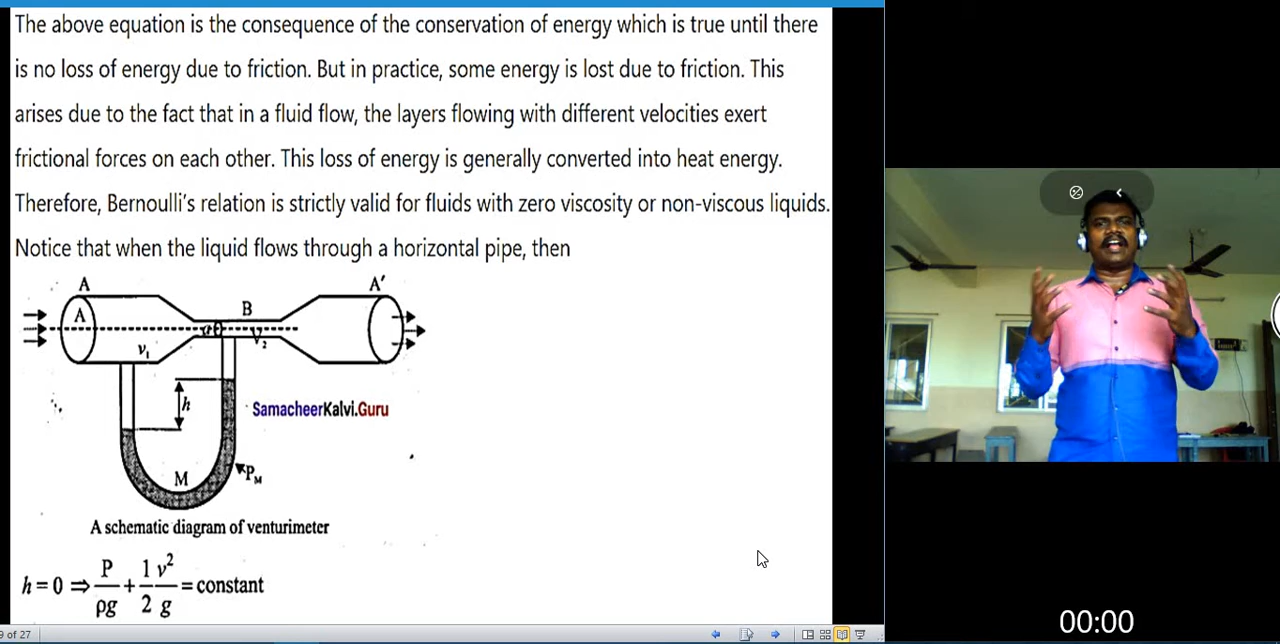 The above equation is the consequence of the conservation of energy which is true until there
is no loss of energy due to friction. But in practice, some energy is lost due to friction. This
arises due to the fact that in a fluid flow, the layers flowing with different velocities exert
frictional forces on each other. This loss of energy is generally converted into heat energy.
Therefore, Bernoulli's relation is strictly valid for fluids with zero viscosity or non-viscous liquids.
Notice that when the liquid flows through a horizontal pipe, then
A
A'
B
A
a
v₁
V₂
h
SamacheerKalvi.Guru
M
P_M
A schematic diagram of venturimeter
h = 0 ⇒ P/ρg + 1/2 v²/g = constant
9 of 27
00:00